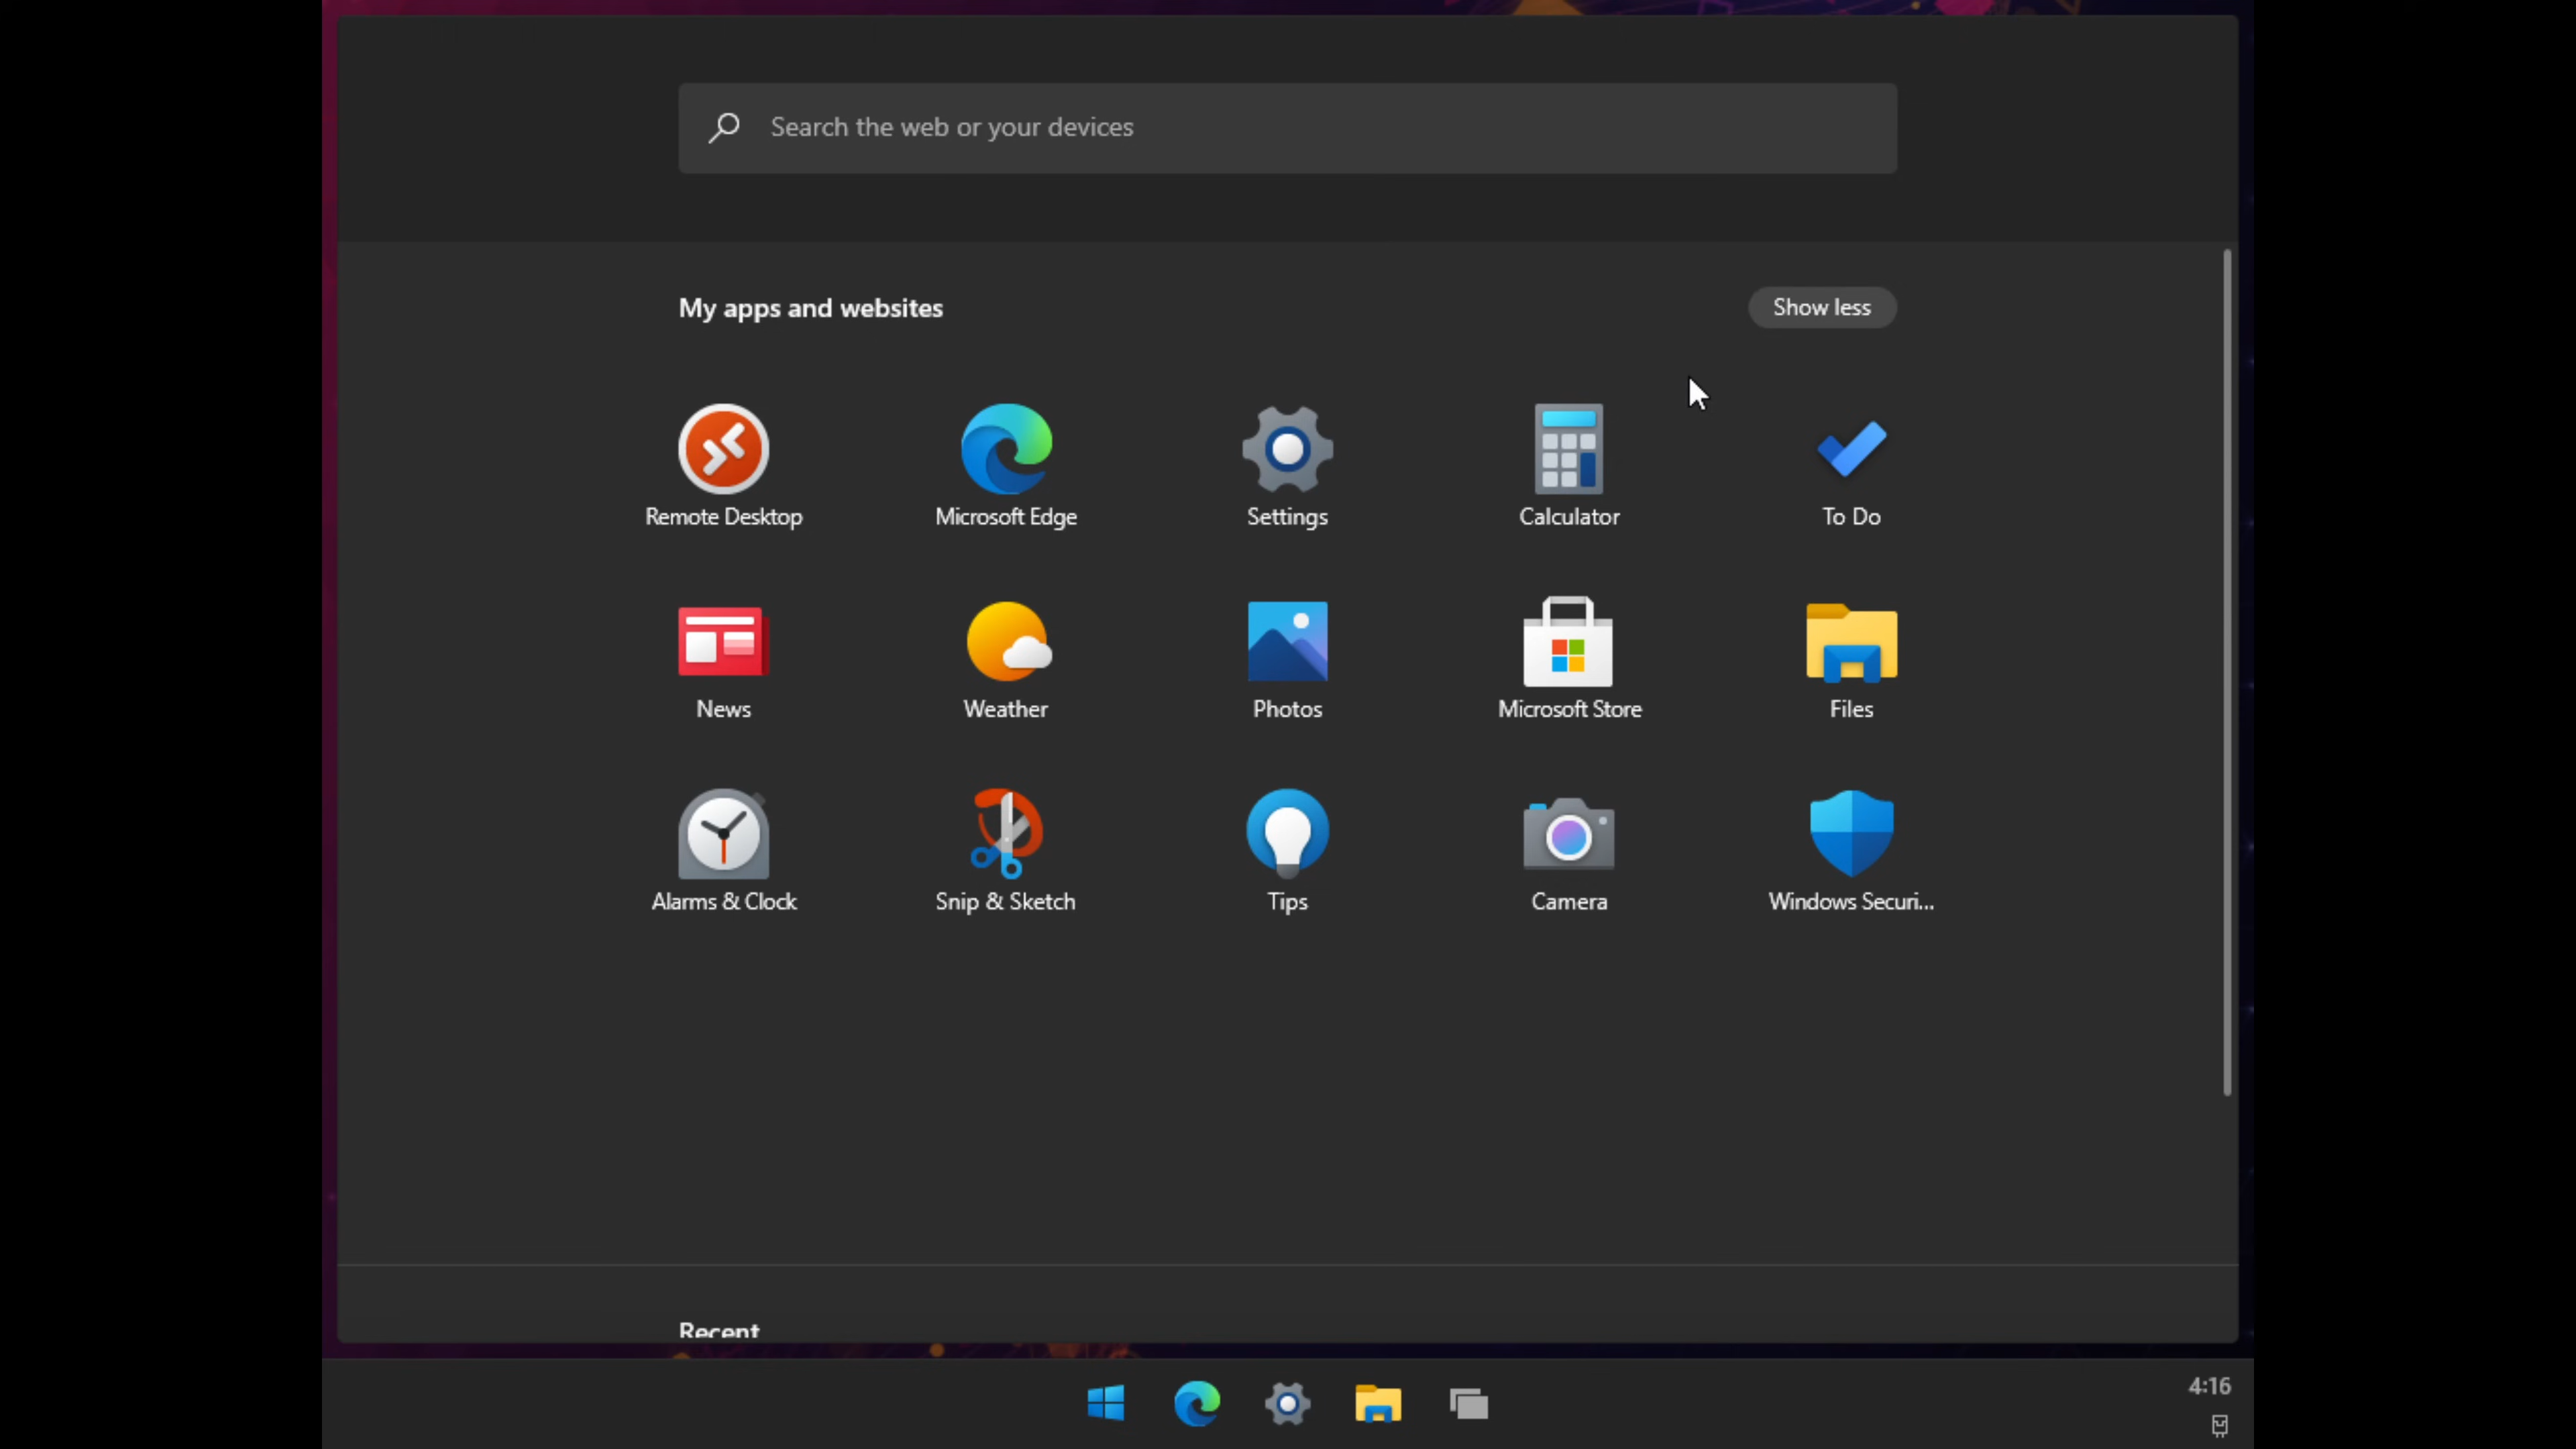 Search the web or your devices
My apps and websites
Show less
Remote Desktop
Microsoft Edge
Settings
Calculator
To Do
News
Weather
Photos
Microsoft Store
Files
Alarms & Clock
Snip & Sketch
Tips
Camera
Windows Securi...
Recent
4:16